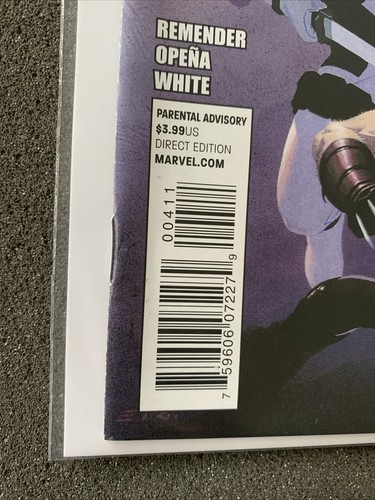 REMENDER
OPEÑA
WHITE
PARENTAL ADVISORY
$3.99US
DIRECT EDITION
MARVEL.COM
00411
7 59606 07227 9